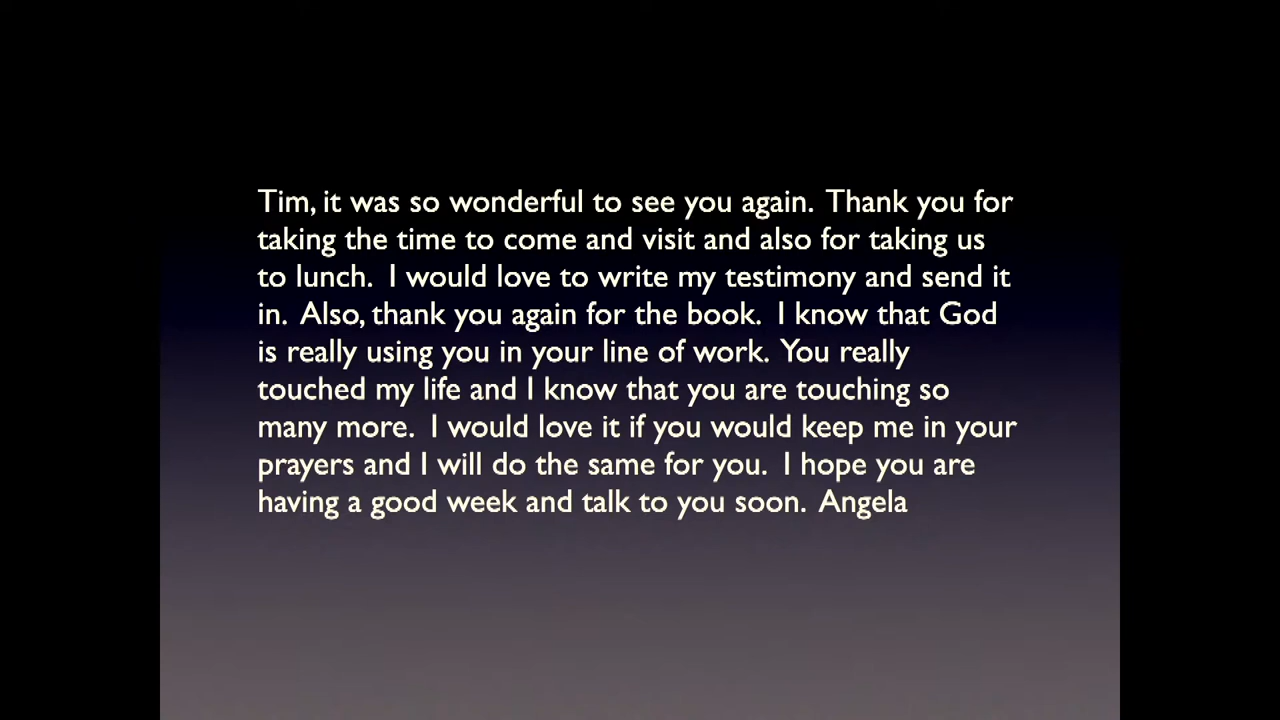 Tim, it was so wonderful to see you again.  Thank you for
taking the time to come and visit and also for taking us
to lunch.  I would love to write my testimony and send it
in.  Also, thank you again for the book.  I know that God
is really using you in your line of work.  You really
touched my life and I know that you are touching so
many more.  I would love it if you would keep me in your
prayers and I will do the same for you.  I hope you are
having a good week and talk to you soon.  Angela